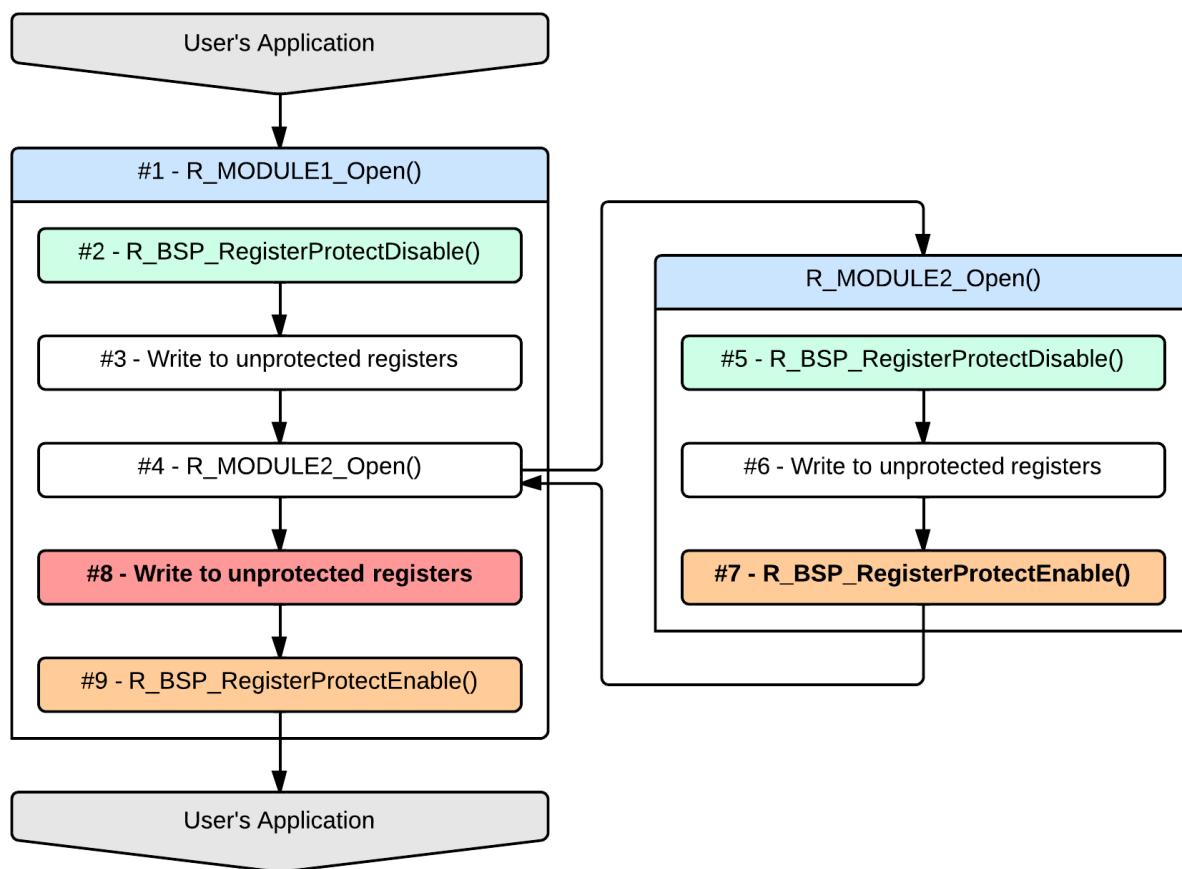 User's Application
#1 - R_MODULE1_Open()
#2 - R_BSP_RegisterProtectDisable()
#3 - Write to unprotected registers
#4 - R_MODULE2_Open()
R_MODULE2_Open()
#5 - R_BSP_RegisterProtectDisable()
#6 - Write to unprotected registers
#7 - R_BSP_RegisterProtectEnable()
#8 - Write to unprotected registers
#9 - R_BSP_RegisterProtectEnable()
User's Application